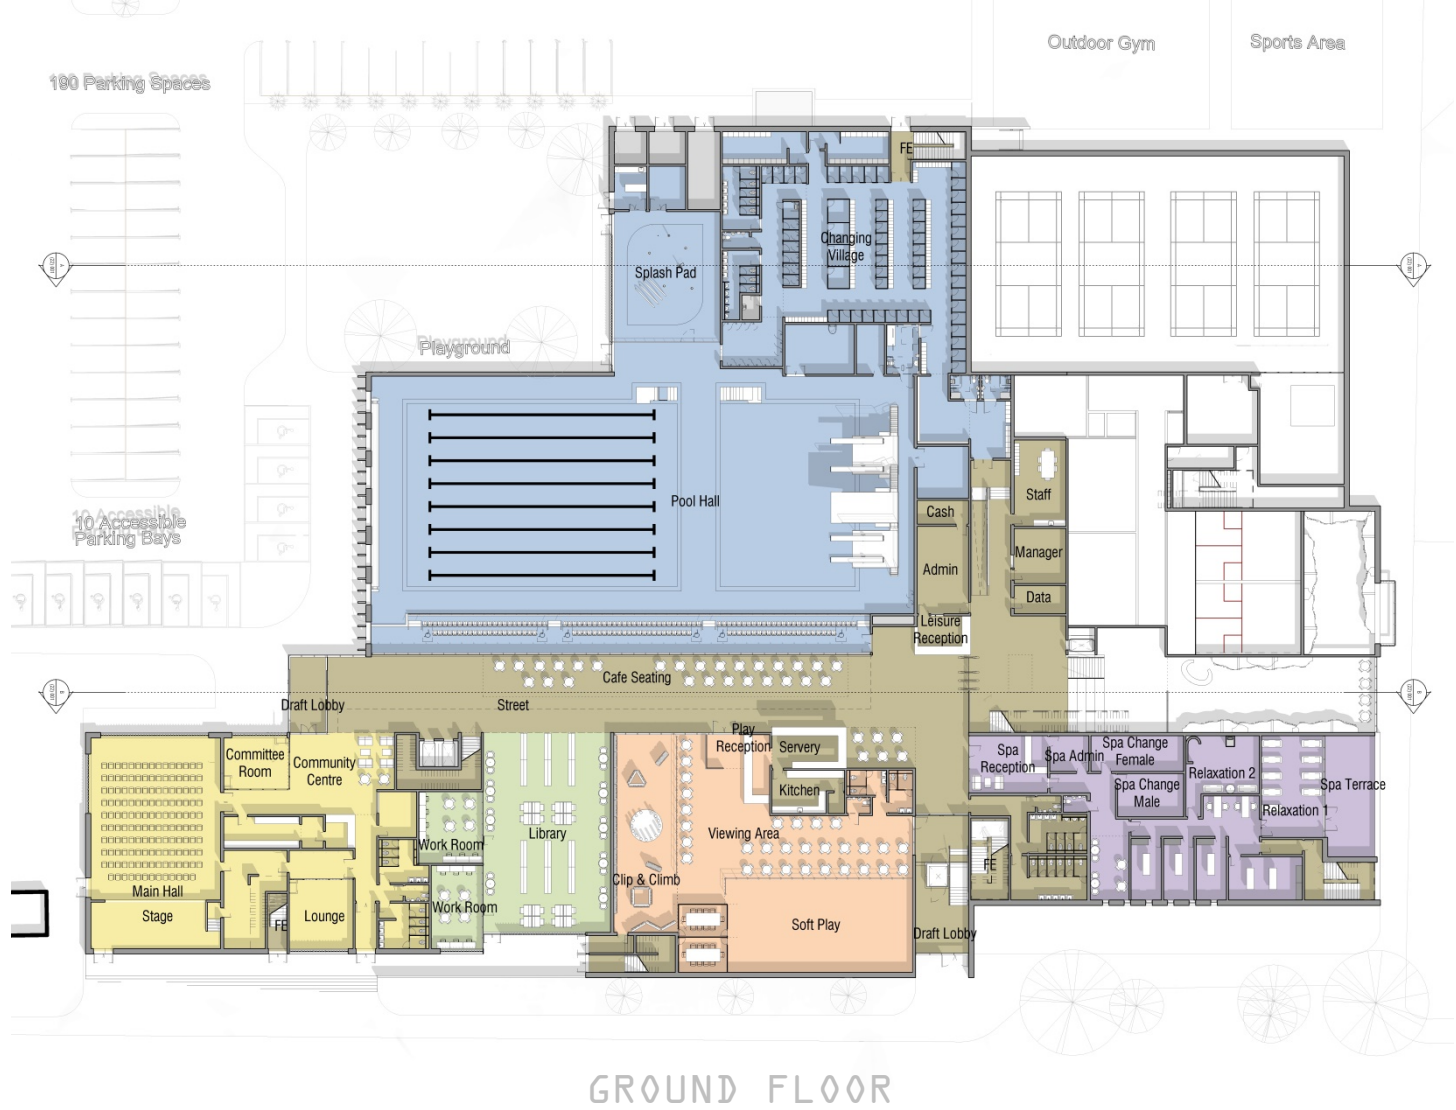 Outdoor Gym
Sports Area
190 Parking Spaces
FE
Changing
Village
Splash Pad
Playground
Pool Hall
Staff
Cash
10 Accessible
Parking Bays
Manager
Admin
Data
Leisure
Reception
Cafe Seating
Draft Lobby
Street
Play
Reception
Servery
Committee
Room
Community
Centre
Kitchen
Spa
Reception
Spa Admin
Spa Change
Female
Relaxation 2
Spa Change
Male
Spa Terrace
Relaxation 1
Library
Viewing Area
Work Room
FE
Clip & Climb
Main Hall
Work Room
Stage
Lounge
FE
Soft Play
Draft Lobby
GROUND FLOOR